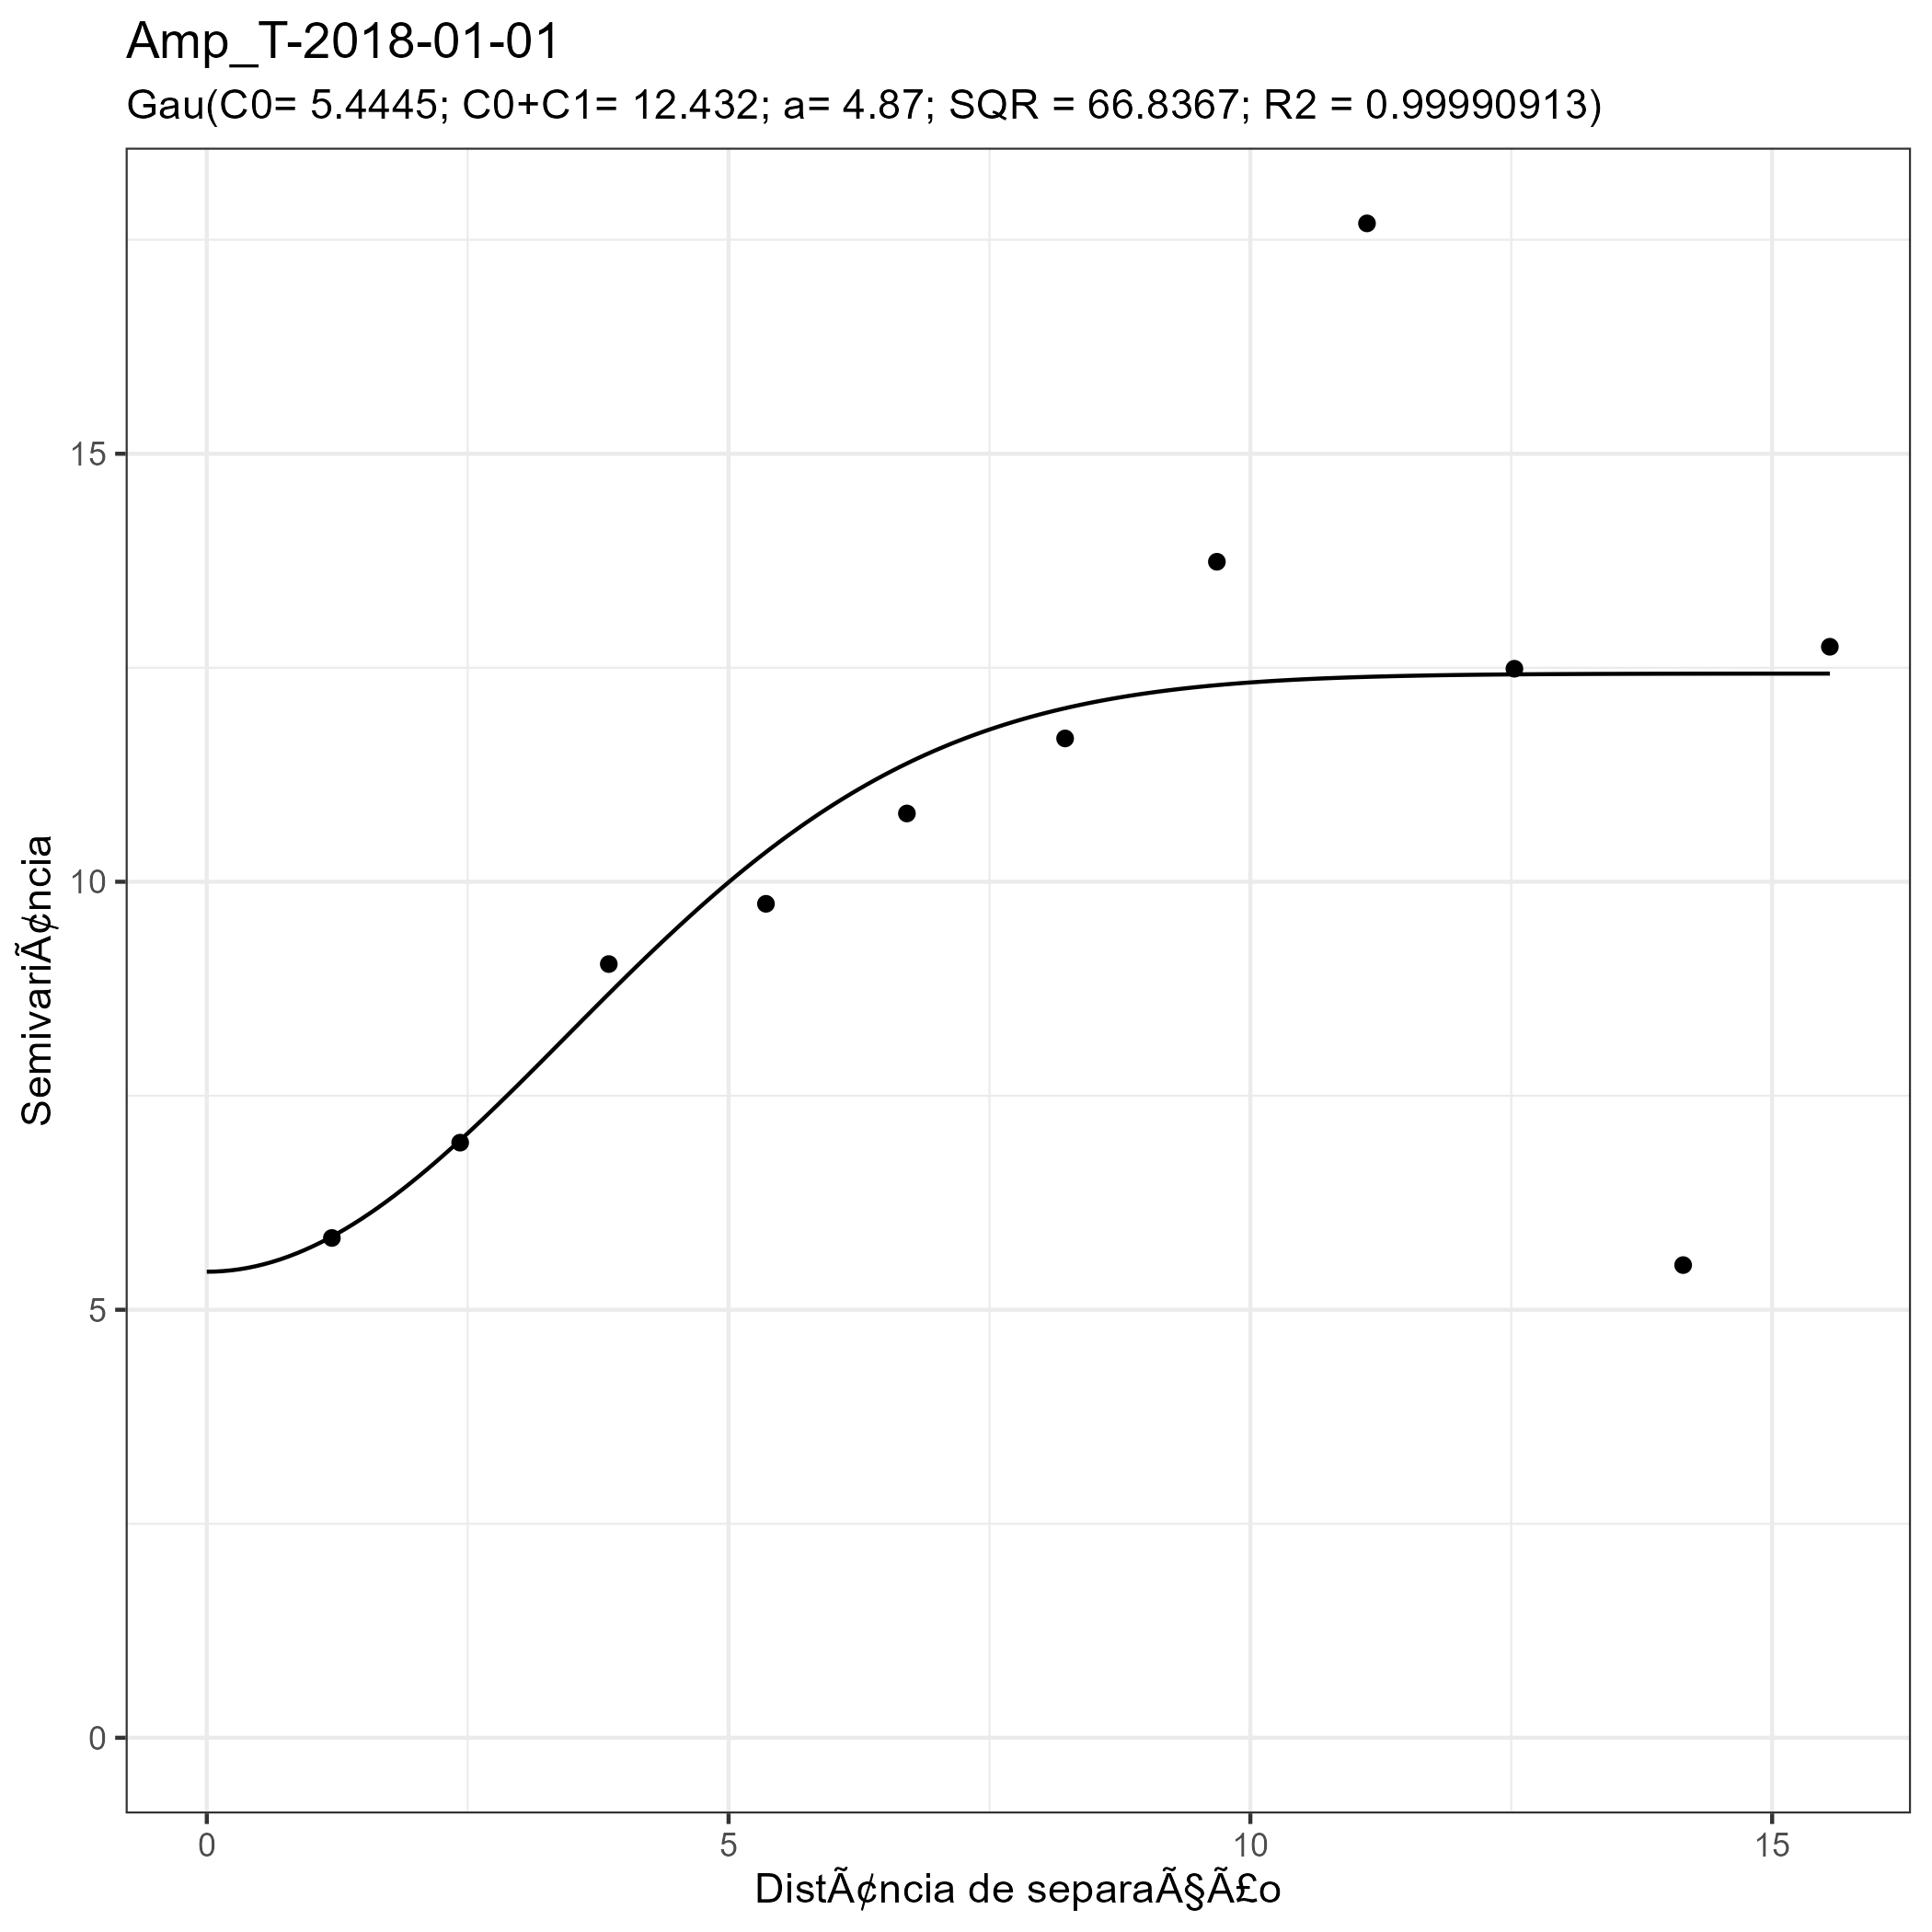 Amp_T-2018-01-01
Gau(C0= 5.4445; C0+C1= 12.432; a= 4.87; SQR = 66.8367; R2 = 0.99990913)
SemivariÃ¢ncia
15
10
5
0
0 5 10 15
DistÃ¢ncia de separaÃ§Ã£o